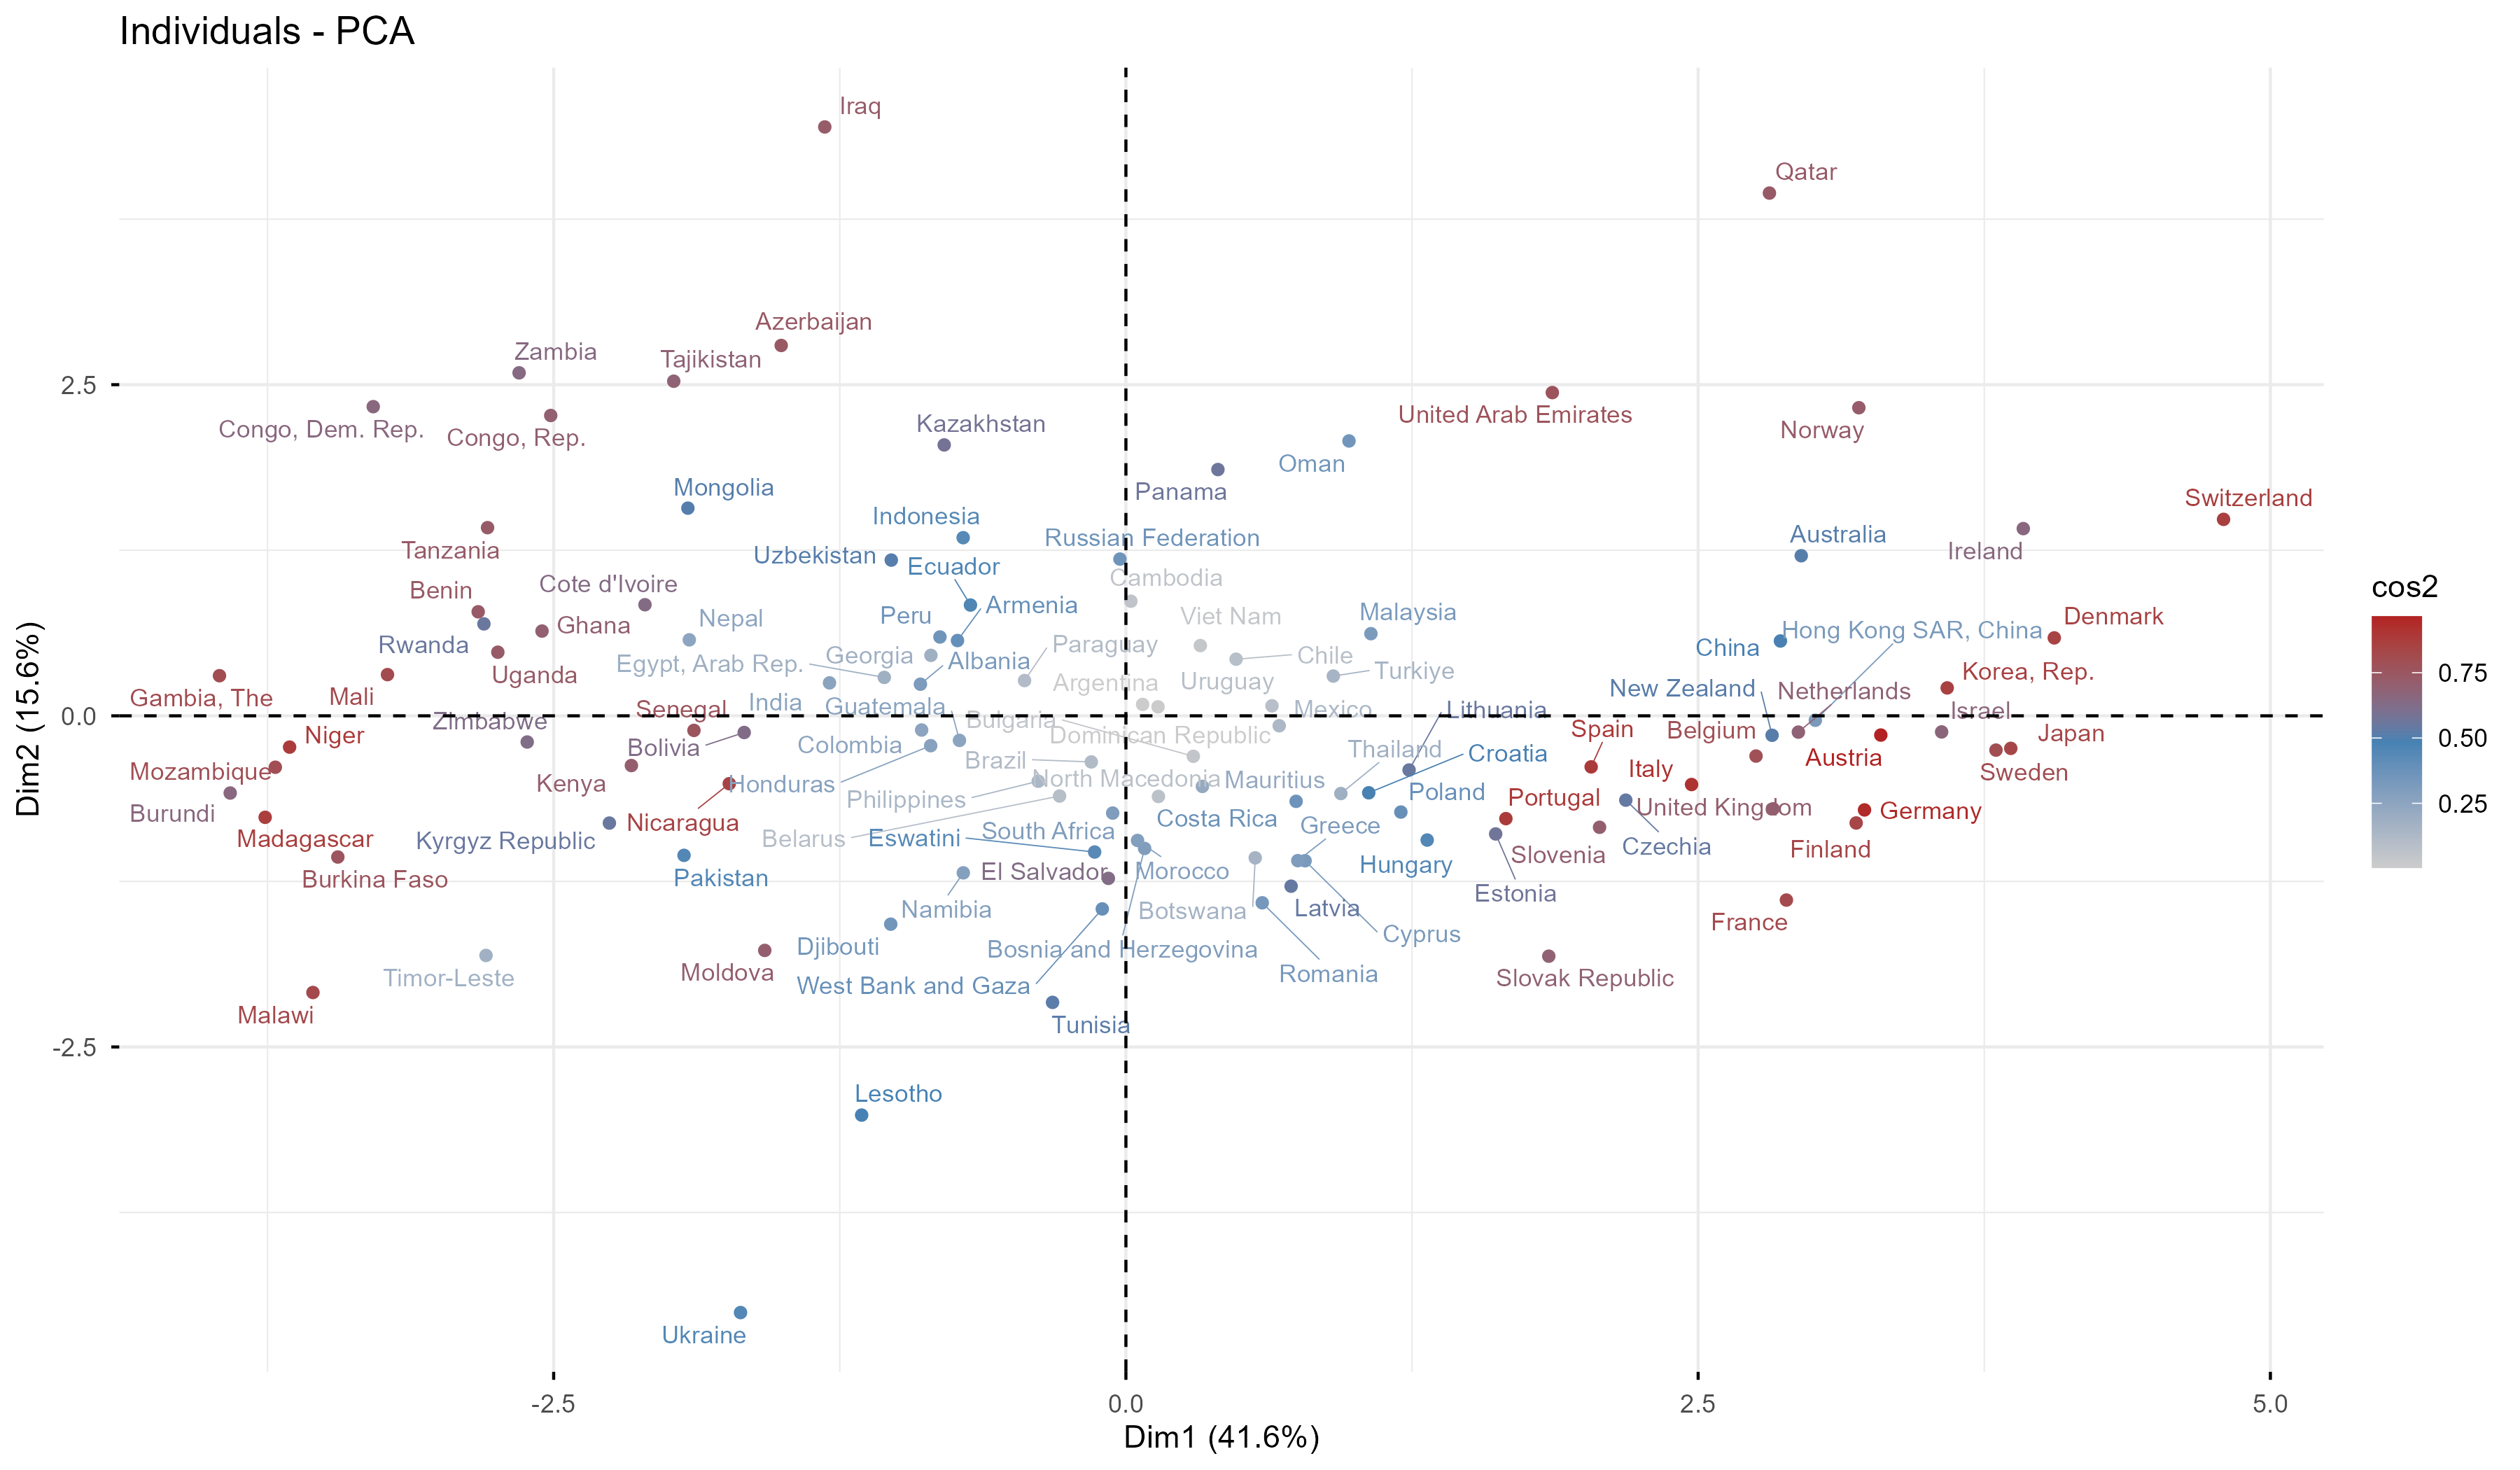 Individuals - PCA
Iraq
Qatar
Azerbaijan
Zambia
Tajikistan
United Arab Emirates
Congo, Dem. Rep.
Congo, Rep.
Kazakhstan
Norway
Oman
Mongolia
Panama
Switzerland
Indonesia
Russian Federation
Australia
Tanzania
Uzbekistan
Ecuador
Ireland
Cambodia
Benin
Cote d'Ivoire
Armenia
Nepal
Peru
Viet Nam
Malaysia
Denmark
Ghana
Rwanda
Paraguay
China
Hong Kong SAR, China
Egypt, Arab Rep.
Georgia
Albania
Chile
Uganda
Turkiye
Korea, Rep.
Argentina
Uruguay
New Zealand
Netherlands
Gambia, The
Mali
India
Guatemala
Senegal
Mexico
Lithuania
Israel
Zimbabwe
Bulgaria
Spain
Belgium
Niger
Bolivia
Colombia
Dominican Republic
Thailand
Croatia
Japan
Austria
Mozambique
Brazil
Italy
Sweden
Kenya
Honduras
North Macedonia
Mauritius
Poland
Philippines
Portugal
United Kingdom
Germany
Burundi
Nicaragua
Costa Rica
Greece
Madagascar
Kyrgyz Republic
Belarus
Eswatini
South Africa
Czechia
Finland
Slovenia
Hungary
Burkina Faso
Pakistan
El Salvador
Morocco
Estonia
Namibia
Botswana
Latvia
France
Djibouti
Bosnia and Herzegovina
Cyprus
Timor-Leste
Moldova
West Bank and Gaza
Romania
Slovak Republic
Malawi
Tunisia
Lesotho
Ukraine
2.5
0.0
-2.5
Dim2 (15.6%)
-2.5
0.0
2.5
5.0
Dim1 (41.6%)
cos2
0.75
0.50
0.25